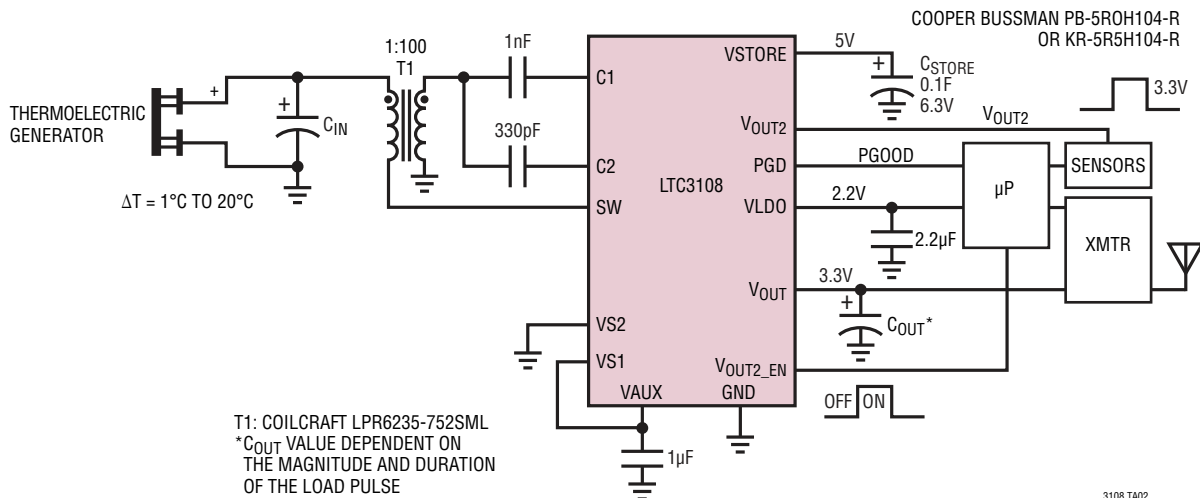 COOPER BUSSMAN PB-5ROH104-R
OR KR-5R5H104-R
1:100
T1
1nF
330pF
THERMOELECTRIC
GENERATOR
+
+
CIN
ΔT = 1°C TO 20°C
C1
C2
SW
VS2
VS1
VAUX
GND
LTC3108
VSTORE
VOUT2
PGD
VLDO
VOUT
VOUT2_EN
5V
+
CSTORE
0.1F
6.3V
3.3V
VOUT2
PGOOD
2.2V
2.2µF
µP
SENSORS
XMTR
3.3V
+
COUT*
OFF ON
1µF
T1: COILCRAFT LPR6235-752SML
*COUT VALUE DEPENDENT ON
THE MAGNITUDE AND DURATION
OF THE LOAD PULSE
3108 TA02